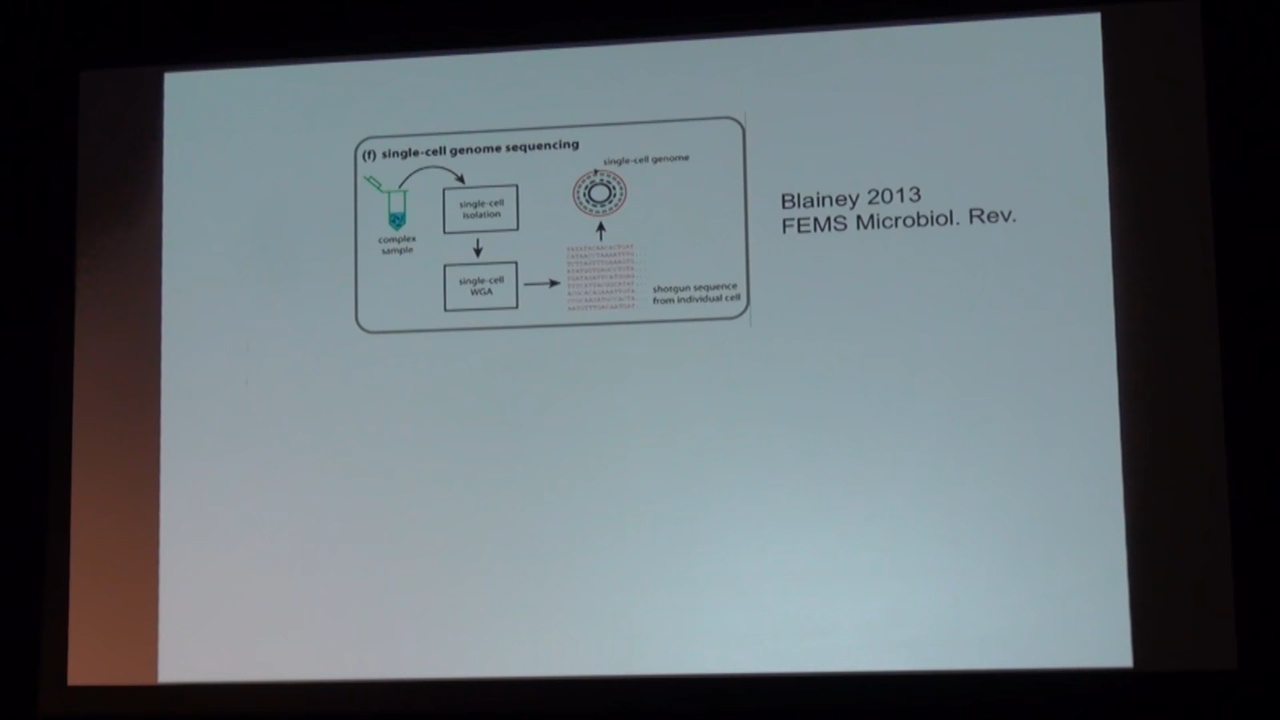 (f) single-cell genome sequencing
single-cell genome
single-cell
isolation
complex
sample
single-cell
WGA
shotgun sequence
from individual cell
Blainey 2013
FEMS Microbiol. Rev.